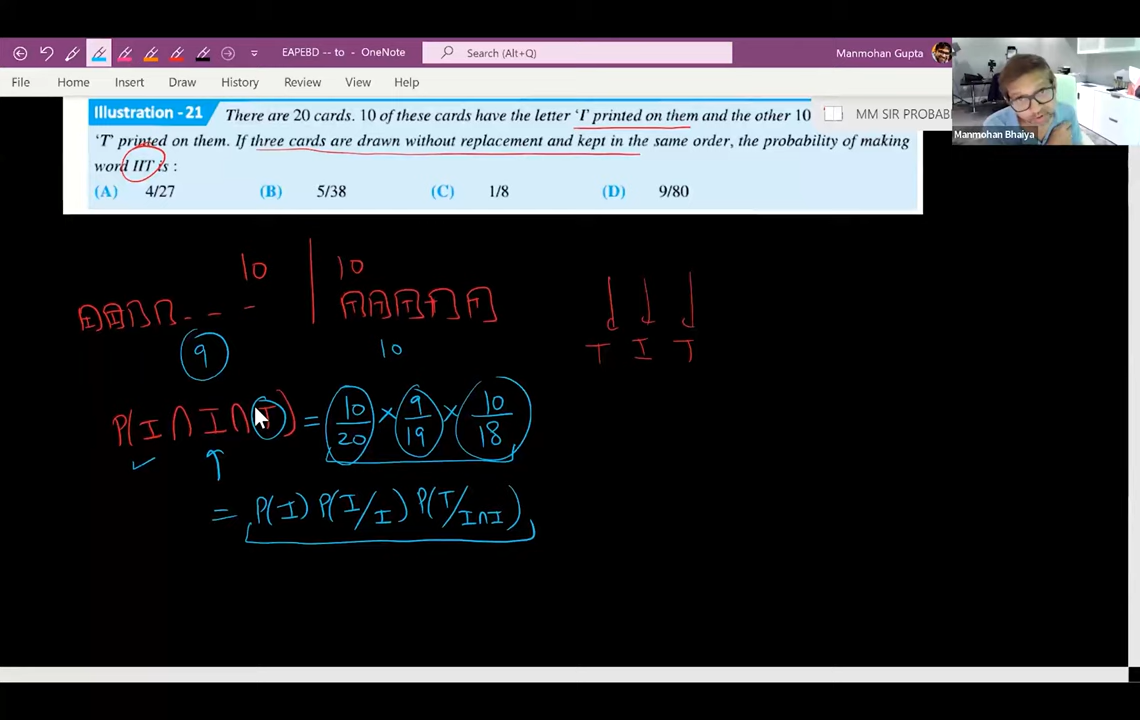 EAPEBD -- to - OneNote
Search (Alt+Q)
Manmohan Gupta
File Home Insert Draw History Review View Help
Illustration - 21 There are 20 cards. 10 of these cards have the letter 'I' printed on them and the other 10
MM SIR PROBAB
'T' printed on them. If three cards are drawn without replacement and kept in the same order, the probability of making
word IIT is :
(A) 4/27 (B) 5/38 (C) 1/8 (D) 9/80
Manmohan Bhaiya
10 | 10
I I - - - T T T T T
9 10
T I T
P(I ∩ I ∩ T) = 10/20 × 9/19 × 10/18
= P(I) P(I/I) P(T/I∩I)